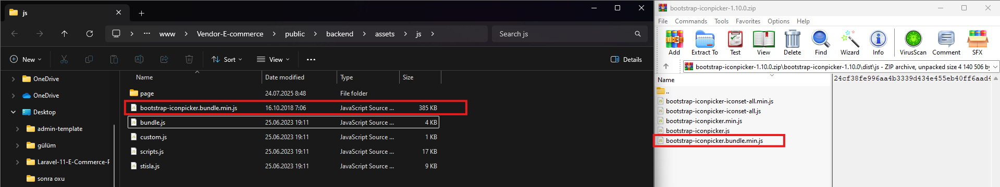 js
www > Vendor-E-commerce > public > backend > assets > js >
Search js
New
Sort
View
Details
Name Date modified Type Size
OneDrive
OneDrive
Desktop
admin-template
gülüm
Laravel-11-E-Commerce-P
sonra oxu
page 24.07.2025 8:48 File folder
bootstrap-iconpicker.bundle.min.js 16.10.2018 7:06 JavaScript Source ... 385 KB
bundle.js 25.06.2023 19:11 JavaScript Source ... 4 KB
custom.js 25.06.2023 19:11 JavaScript Source ... 1 KB
scripts.js 25.06.2023 19:11 JavaScript Source ... 17 KB
stisla.js 25.06.2023 19:11 JavaScript Source ... 9 KB
bootstrap-iconpicker-1.10.0.zip
File Commands Tools Favorites Options Help
Add Extract To Test View Delete Find Wizard Info VirusScan Comment SFX
bootstrap-iconpicker-1.10.0.zip\bootstrap-iconpicker-1.10.0\dist\js - ZIP archive, unpacked size 4 140 506 by
Name
..
bootstrap-iconpicker-iconset-all.min.js
bootstrap-iconpicker-iconset-all.js
bootstrap-iconpicker.min.js
bootstrap-iconpicker.js
bootstrap-iconpicker.bundle.min.js
24cf38fe996aa4b3339d434e455eb40ff6aad4